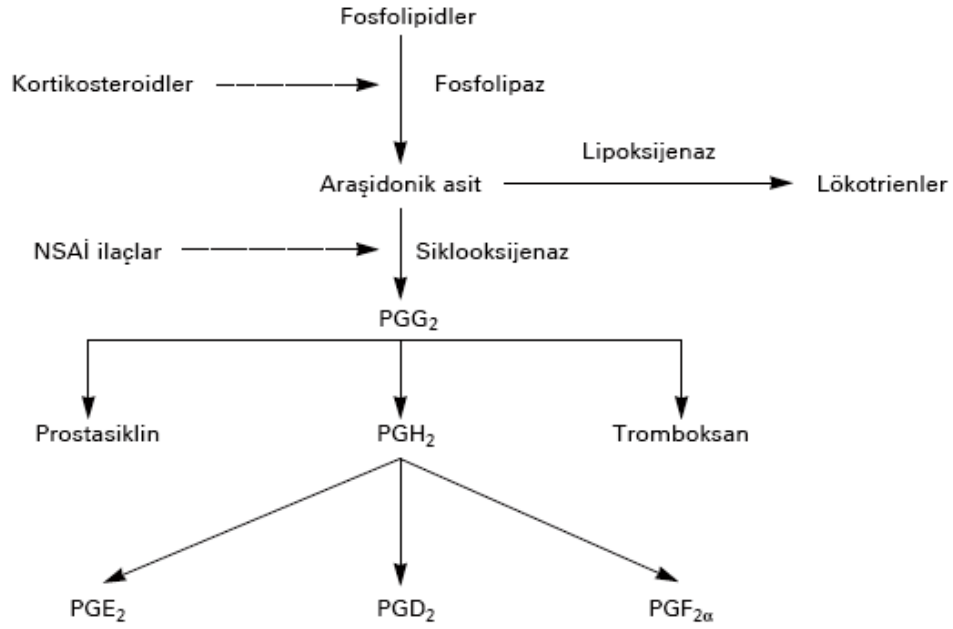 Fosfolipidler
Kortikosteroidler
Fosfolipaz
Lipoksijenaz
Araşidonik asit
Lökotrienler
NSAİ ilaçlar
Siklooksijenaz
PGG₂
Prostasiklin
PGH₂
Tromboksan
PGE₂
PGD₂
PGF₂α